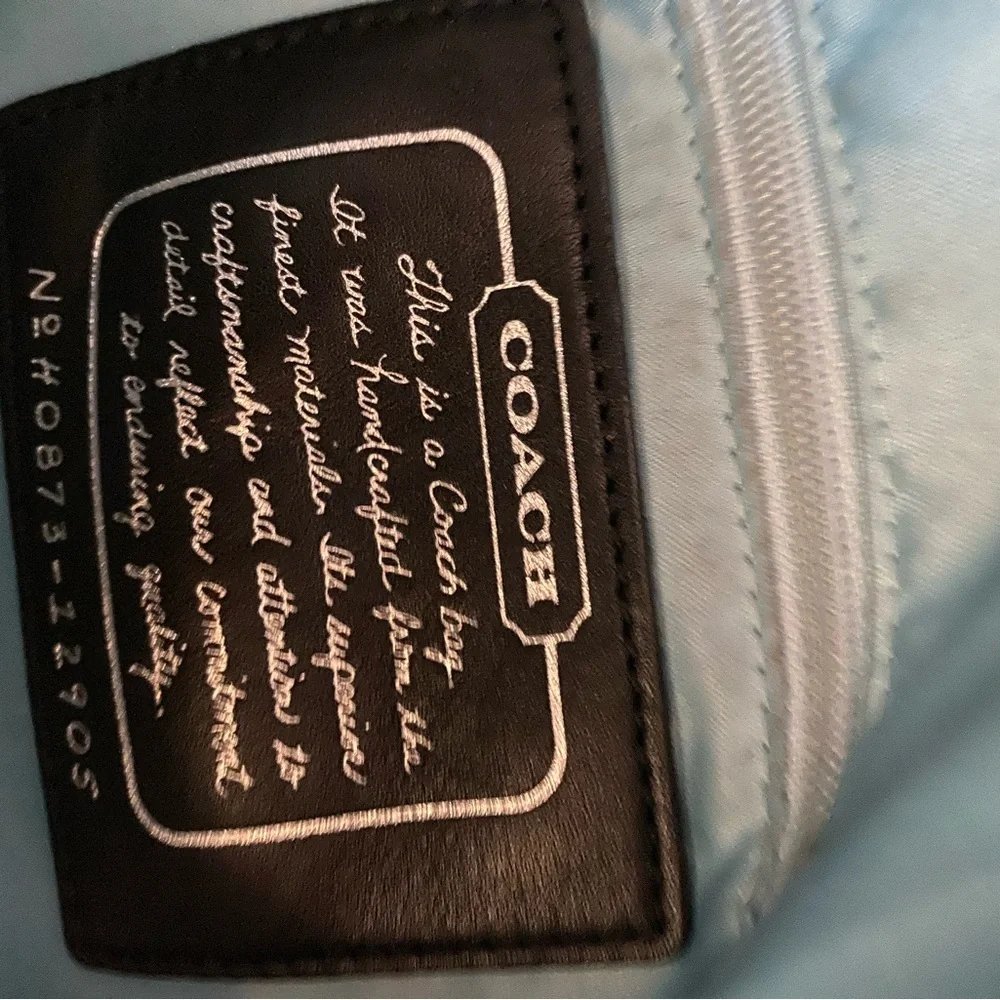 COACH
This is a Coach bag
It was handcrafted from the
finest materials. Its superior
craftsmanship and attention to
detail reflect our commitment
to enduring quality.
Nº H0873-12905